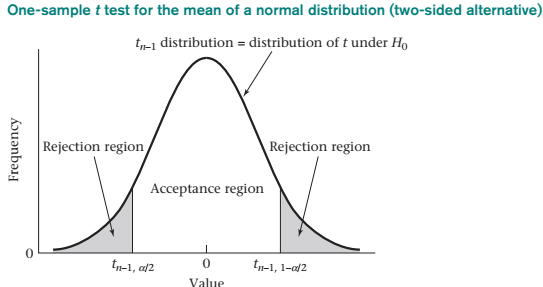 One-sample t test for the mean of a normal distribution (two-sided alternative)
tn–1 distribution = distribution of t under H0
Frequency
Rejection region
Rejection region
Acceptance region
0
tn–1, α/2
0
tn–1, 1–α/2
Value